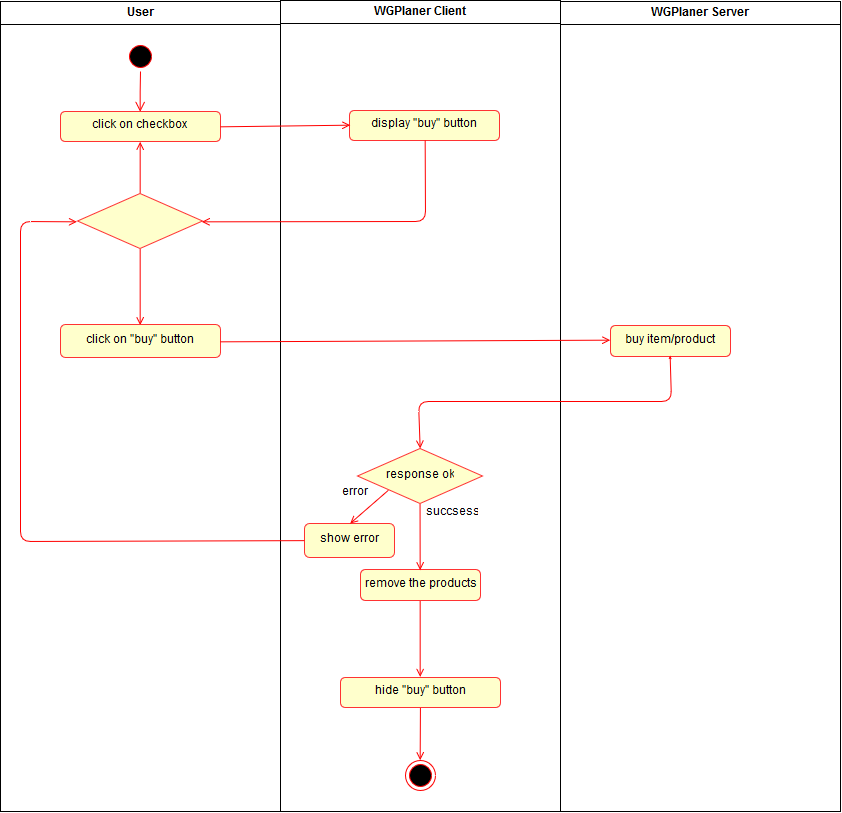 User
WGPlaner Client
WGPlaner Server
click on checkbox
display "buy" button
click on "buy" button
buy item/product
response ok
error
succsess
show error
remove the products
hide "buy" button